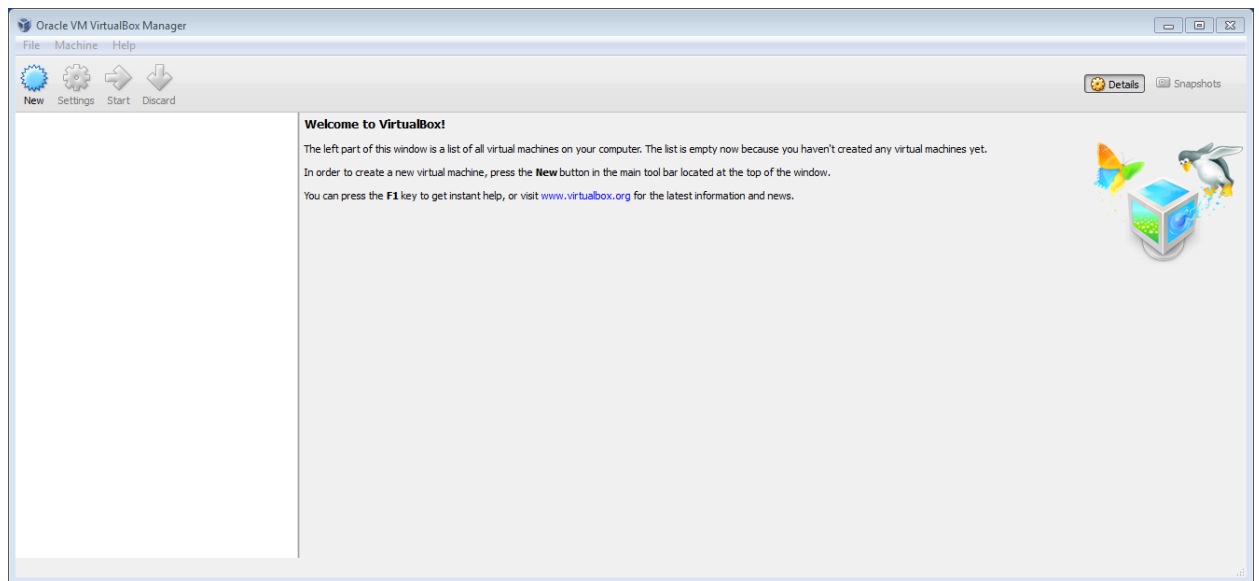 Oracle VM VirtualBox Manager
File Machine Help
New Settings Start Discard
Details Snapshots
Welcome to VirtualBox!
The left part of this window is a list of all virtual machines on your computer. The list is empty now because you haven't created any virtual machines yet.
In order to create a new virtual machine, press the New button in the main tool bar located at the top of the window.
You can press the F1 key to get instant help, or visit www.virtualbox.org for the latest information and news.